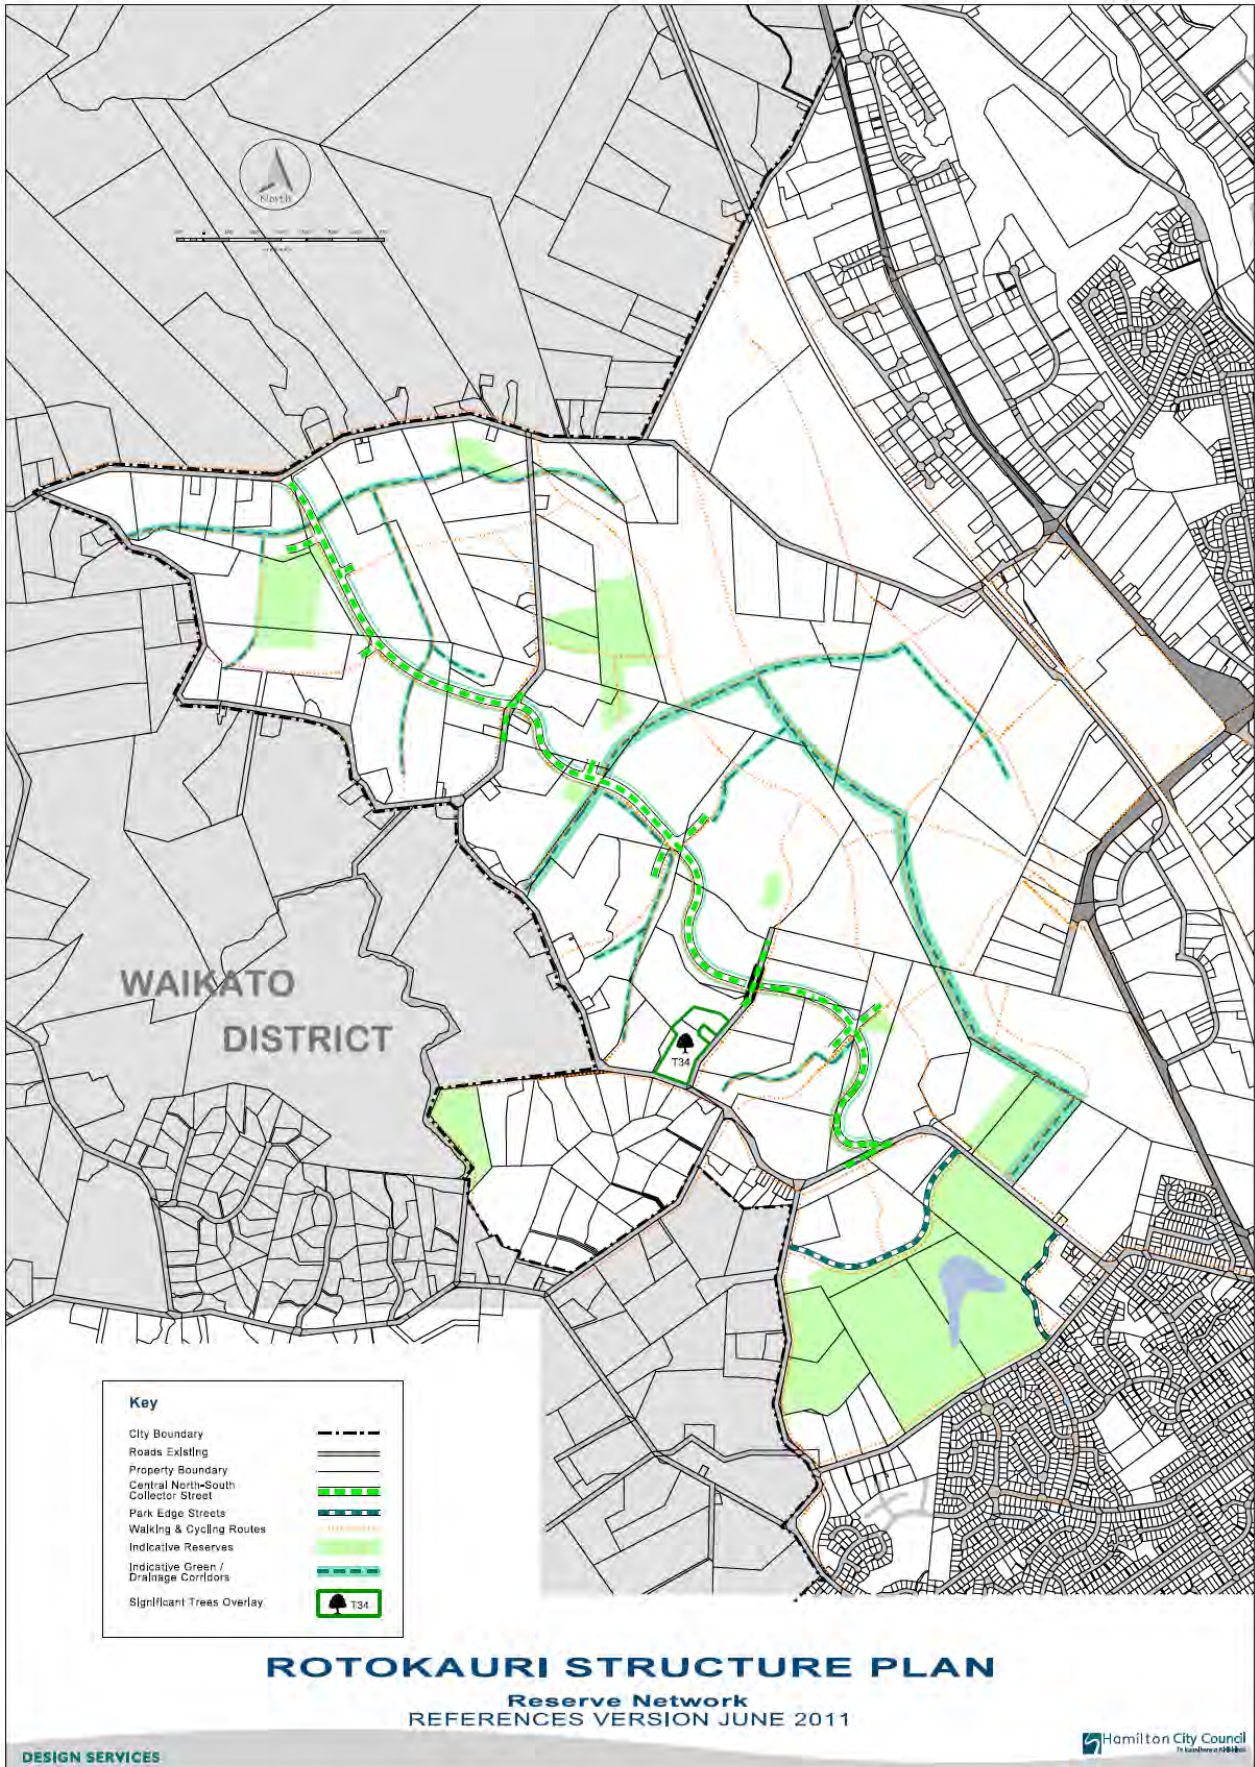 North
WAIKATO
DISTRICT
T34
Key
City Boundary
Roads Existing
Property Boundary
Central North-South
Collector Street
Park Edge Streets
Walking & Cycling Routes
Indicative Reserves
Indicative Green /
Drainage Corridors
Significant Trees Overlay
T34
ROTOKAURI STRUCTURE PLAN
Reserve Network
REFERENCES VERSION JUNE 2011
DESIGN SERVICES
Hamilton City Council